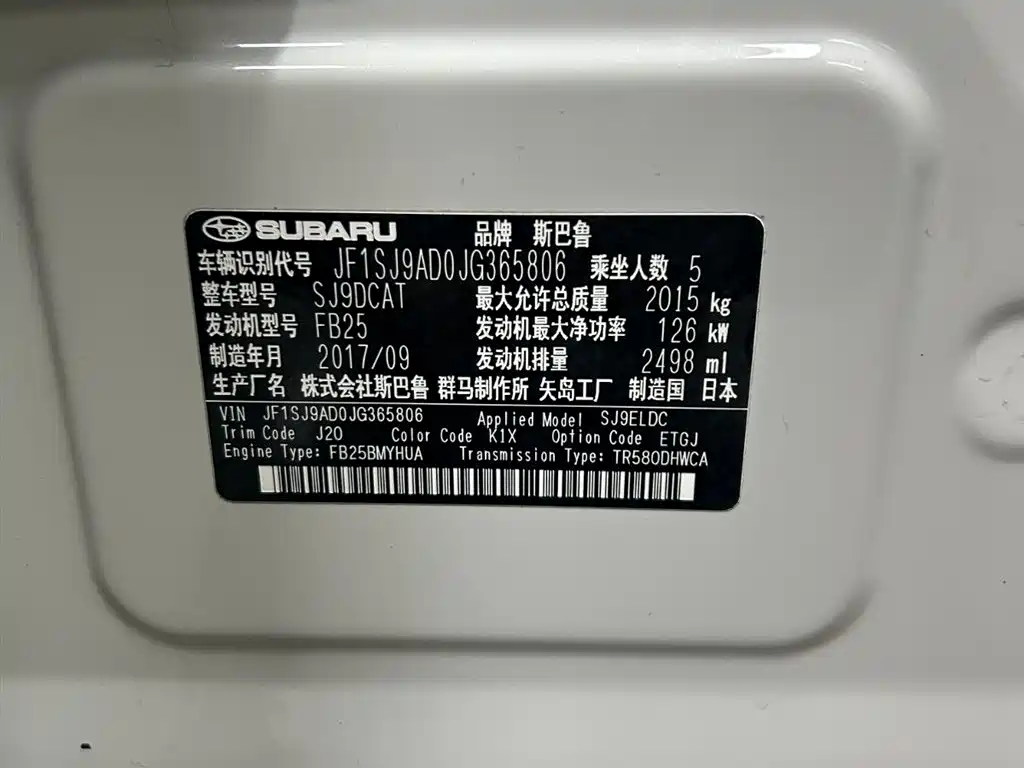 SUBARU 品牌 斯巴鲁
车辆识别代号 JF1SJ9AD0JG365806 乘坐人数 5
整车型号 SJ9DCAT 最大允许总质量 2015 kg
发动机型号 FB25 发动机最大净功率 126 kW
制造年月 2017/09 发动机排量 2498 ml
生产厂名 株式会社斯巴鲁 群马制作所 矢岛工厂 制造国 日本
VIN JF1SJ9AD0JG365806 Applied Model SJ9ELDC
Trim Code J20 Color Code K1X Option Code ETGJ
Engine Type: FB25BMYHUA Transmission Type: TR580DHWCA